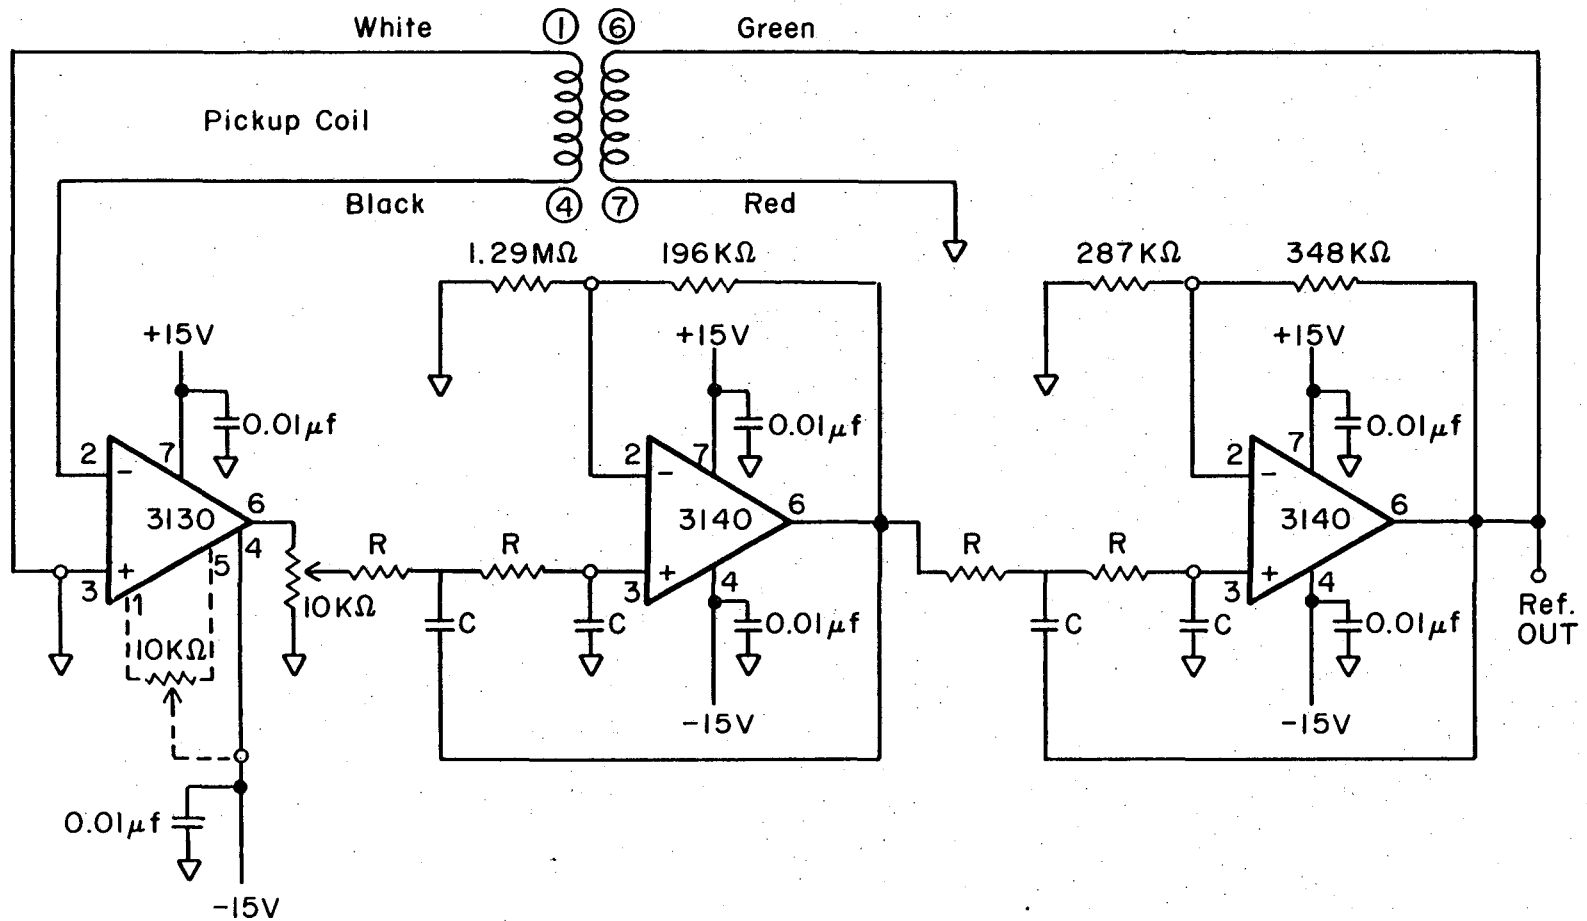 White ① ⑥ Green
Pickup Coil
Black ④ ⑦ Red
1.29MΩ 196KΩ 287KΩ 348KΩ
+15V +15V +15V
0.01μf 0.01μf 0.01μf
2 7 2 7 2 7
- - -
3130 6 3140 6 3140 6
4
5 R R R R
+ + 4 + 4
3 1 10KΩ 3 3
C C 0.01μf C C 0.01μf
Ref.
OUT
10KΩ
-15V -15V
0.01μf
-15V